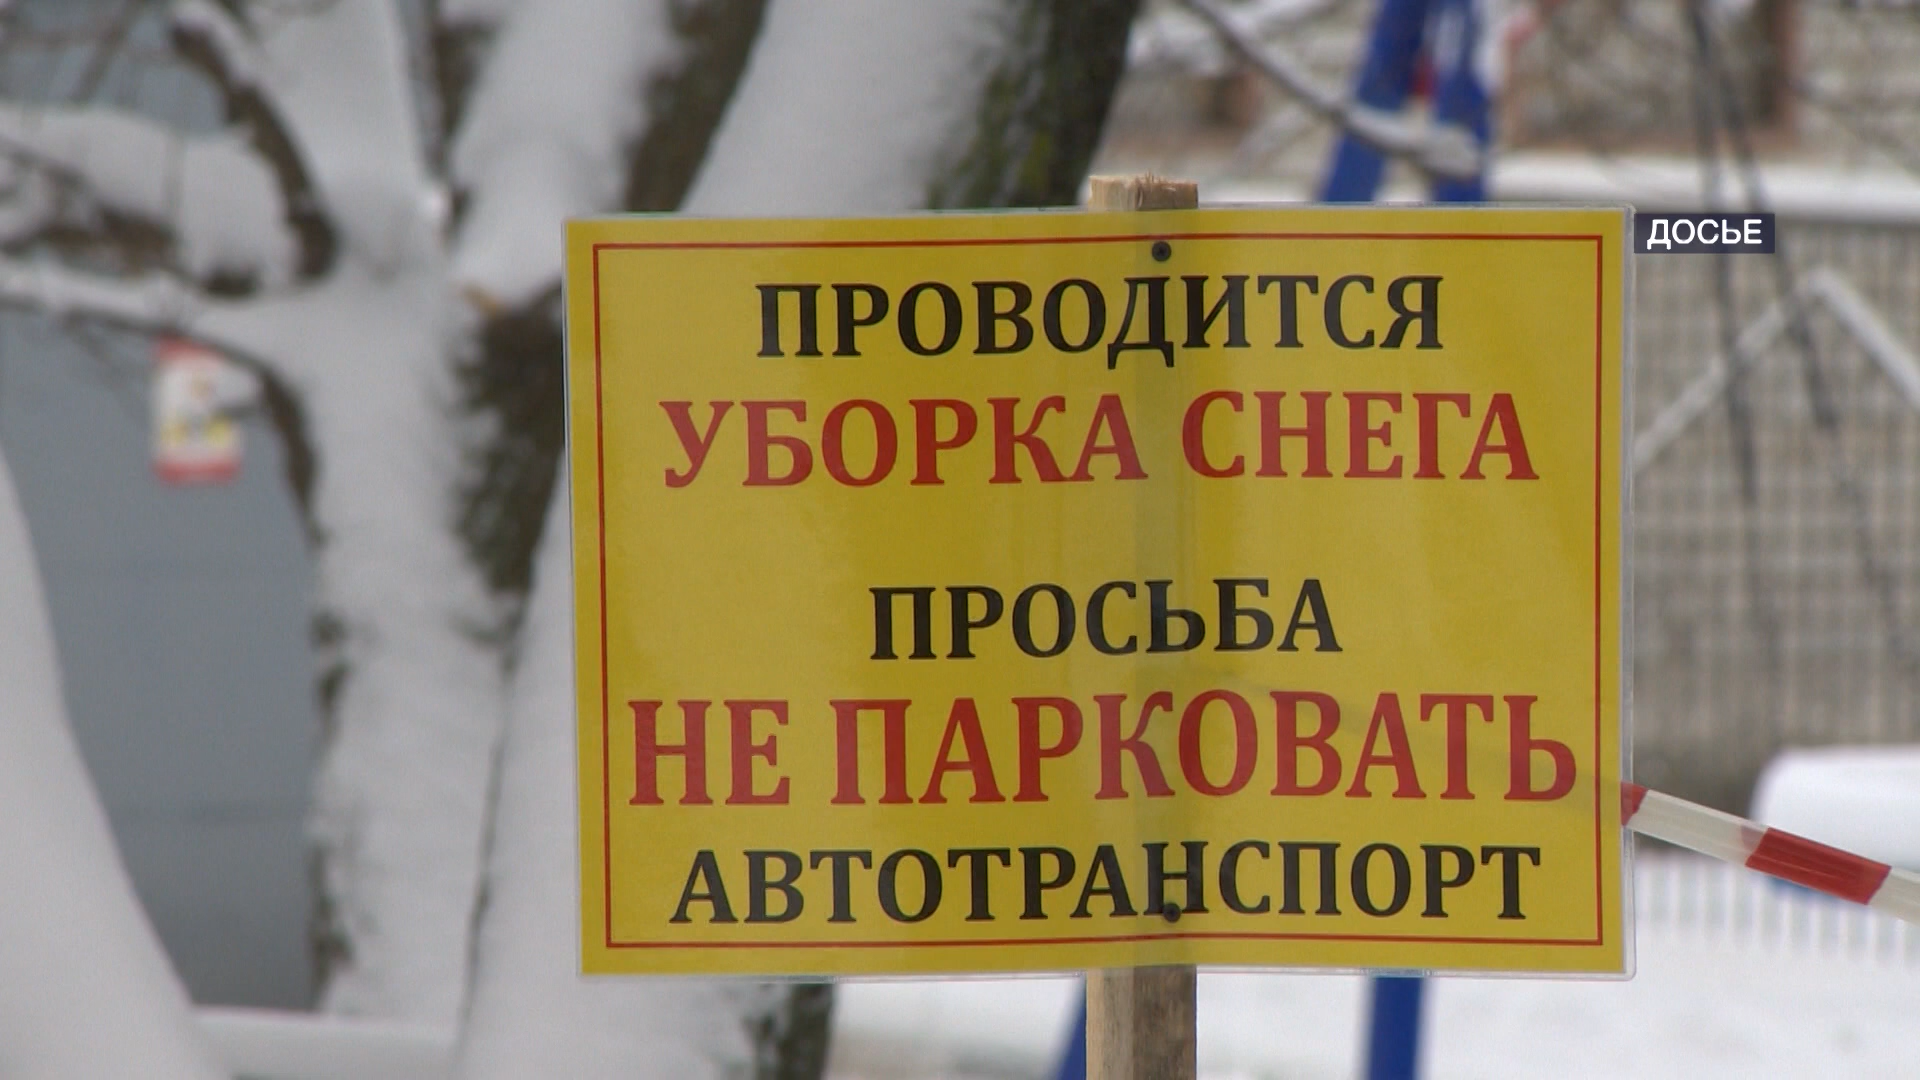 ДОСЬЕ
ПРОВОДИТСЯ
УБОРКА СНЕГА
ПРОСЬБА
НЕ ПАРКОВАТЬ
АВТОТРАНСПОРТ